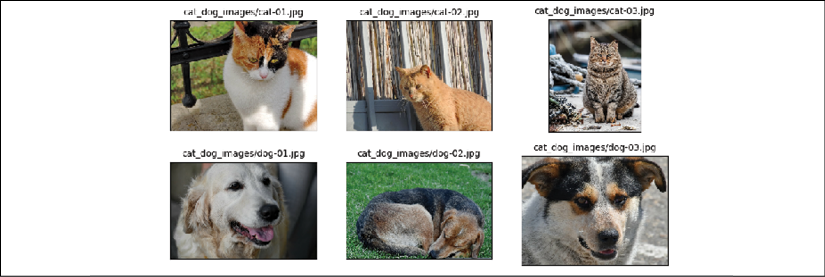 cat_dog_images/cat-01.jpg
cat_dog_images/cat-02.jpg
cat_dog_images/cat-03.jpg
cat_dog_images/dog-01.jpg
cat_dog_images/dog-02.jpg
cat_dog_images/dog-03.jpg